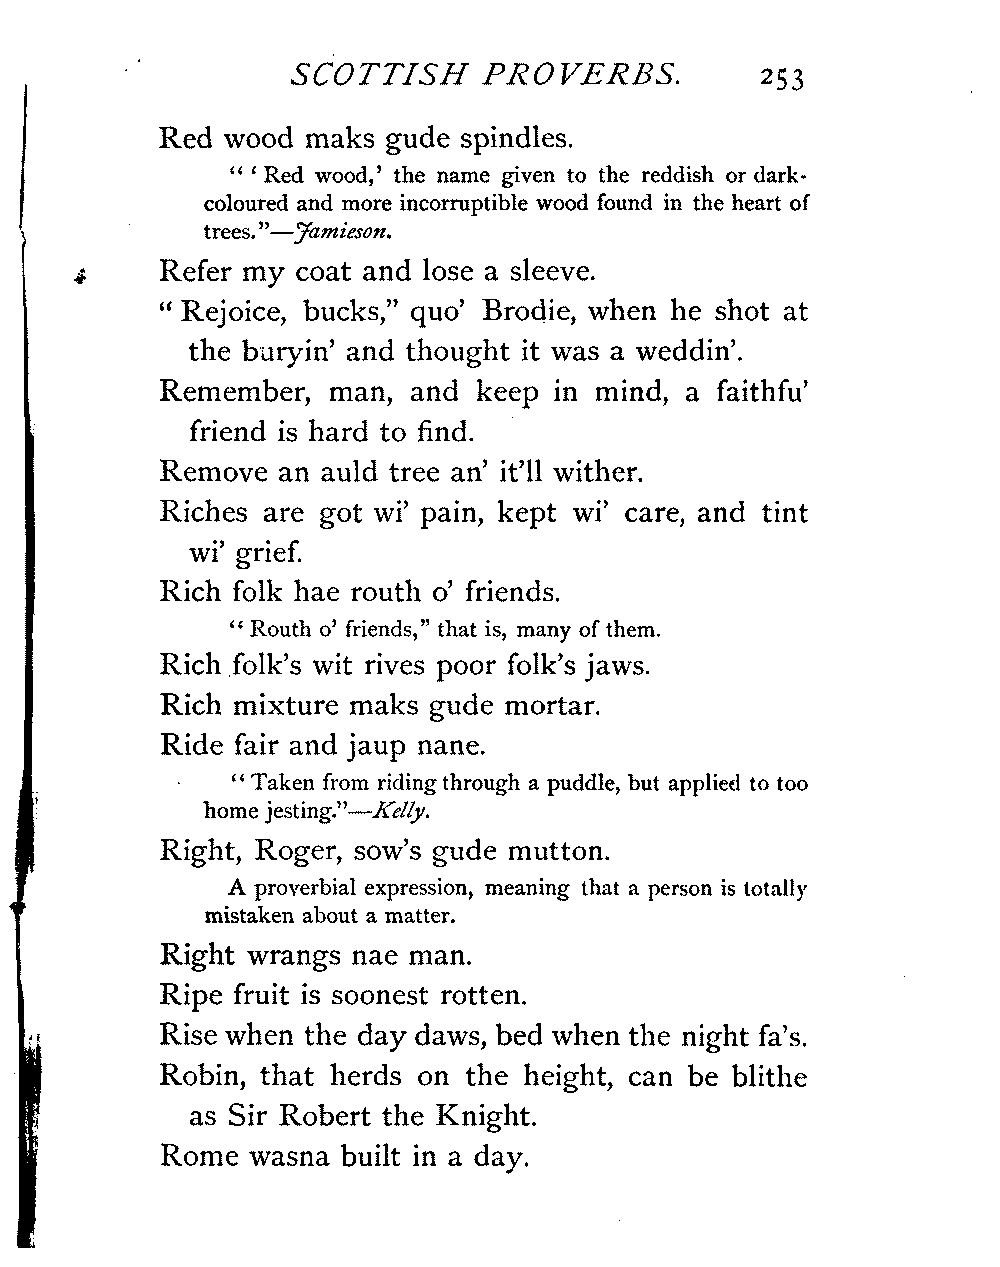 SCOTTISH PROVERBS. 253
Red wood maks gude spindles.
“ ‘ Red wood,’ the name given to the reddish or dark-
coloured and more incorruptible wood found in the heart of
trees.”—Jamieson.
Refer my coat and lose a sleeve.
“ Rejoice, bucks,” quo’ Brodie, when he shot at
the buryin’ and thought it was a weddin’.
Remember, man, and keep in mind, a faithfu’
friend is hard to find.
Remove an auld tree an’ it’ll wither.
Riches are got wi’ pain, kept wi’ care, and tint
wi’ grief.
Rich folk hae routh o’ friends.
“ Routh o’ friends,” that is, many of them.
Rich folk’s wit rives poor folk’s jaws.
Rich mixture maks gude mortar.
Ride fair and jaup nane.
“ Taken from riding through a puddle, but applied to too
home jesting.”—Kelly.
Right, Roger, sow’s gude mutton.
A proverbial expression, meaning that a person is totally
mistaken about a matter.
Right wrangs nae man.
Ripe fruit is soonest rotten.
Rise when the day daws, bed when the night fa’s.
Robin, that herds on the height, can be blithe
as Sir Robert the Knight.
Rome wasna built in a day.